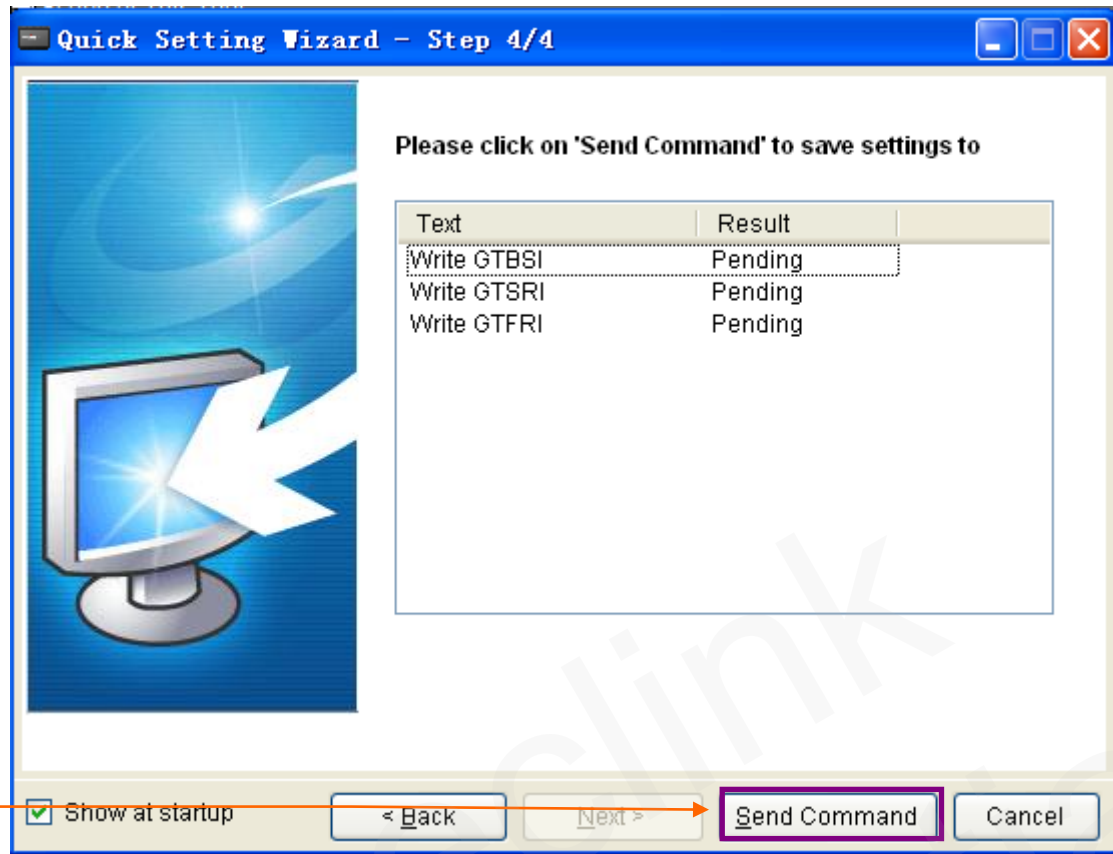 Quick Setting Wizard - Step 4/4
Please click on 'Send Command' to save settings to
Text Result
Write GTBSI Pending
Write GTSRI Pending
Write GTFRI Pending
Show at startup < Back Next > Send Command Cancel